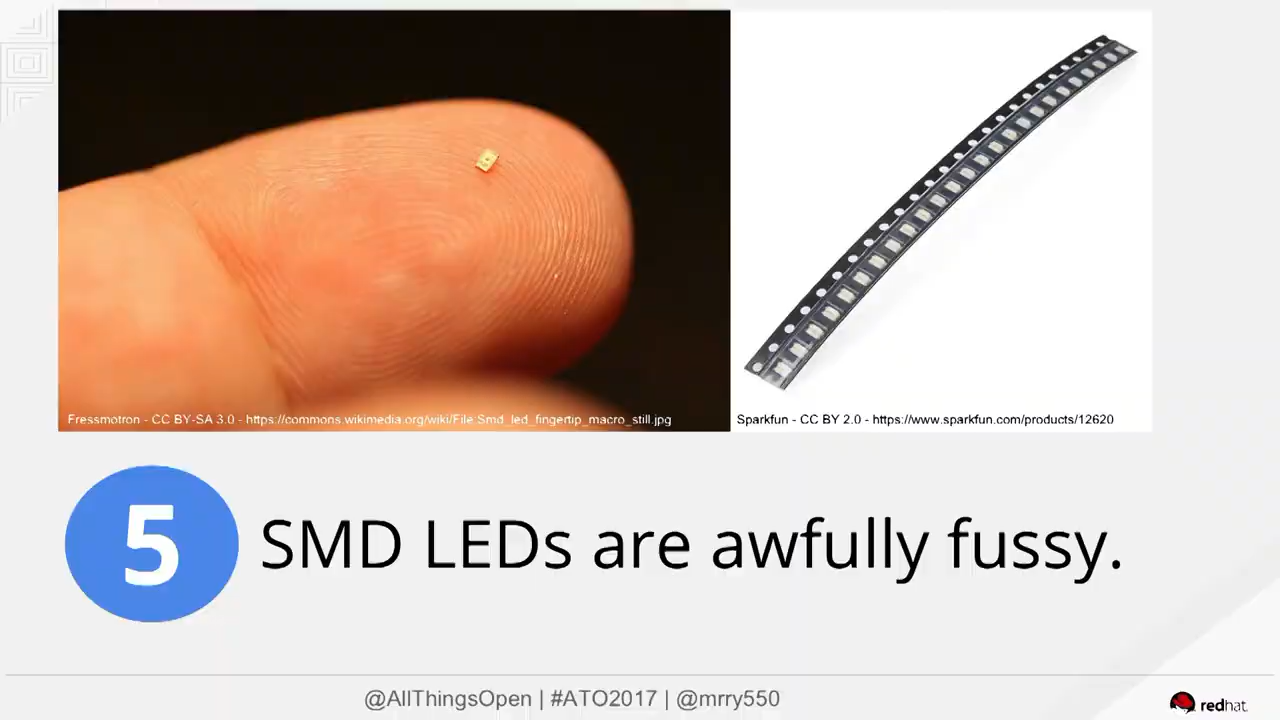 Fressmotron - CC BY-SA 3.0 - https://commons.wikimedia.org/wiki/File:Smd_led_fingertip_macro_still.jpg
Sparkfun - CC BY 2.0 - https://www.sparkfun.com/products/12620
5
SMD LEDs are awfully fussy.
@AllThingsOpen | #ATO2017 | @mrry550
redhat.